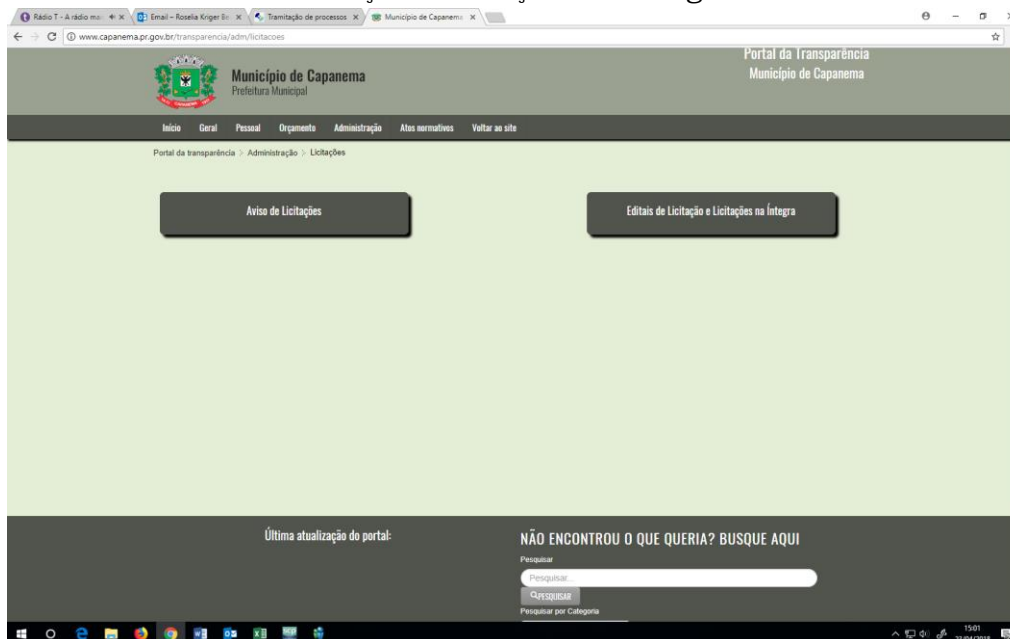 Rádio T - A rádio ma
Email – Roselia Kriger Be
Tramitação de processos
Município de Capanema
www.capanema.pr.gov.br/transparencia/adm/licitacoes
Município de Capanema
Prefeitura Municipal
Portal da Transparência
Município de Capanema
Início Geral Pessoal Orçamento Administração Atos normativos Voltar ao site
Portal da transparência > Administração > Licitações
Aviso de Licitações
Editais de Licitação e Licitações na Íntegra
Última atualização do portal:
NÃO ENCONTROU O QUE QUERIA? BUSQUE AQUI
Pesquisar
Pesquisar...
PESQUISAR
Pesquisar por Categoria
15:01